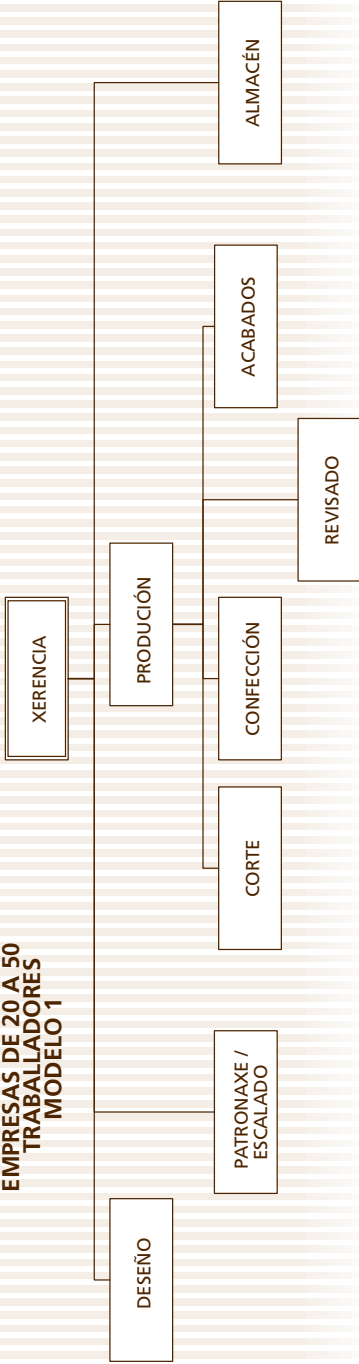 EMPRESAS DE 20 A 50
TRABALLADORES
MODELO 1
XERENCIA
DESEÑO
PRODUCIÓN
PATRONAXE /
ESCALADO
CORTE
CONFECCIÓN
ACABADOS
ALMACÉN
REVISADO